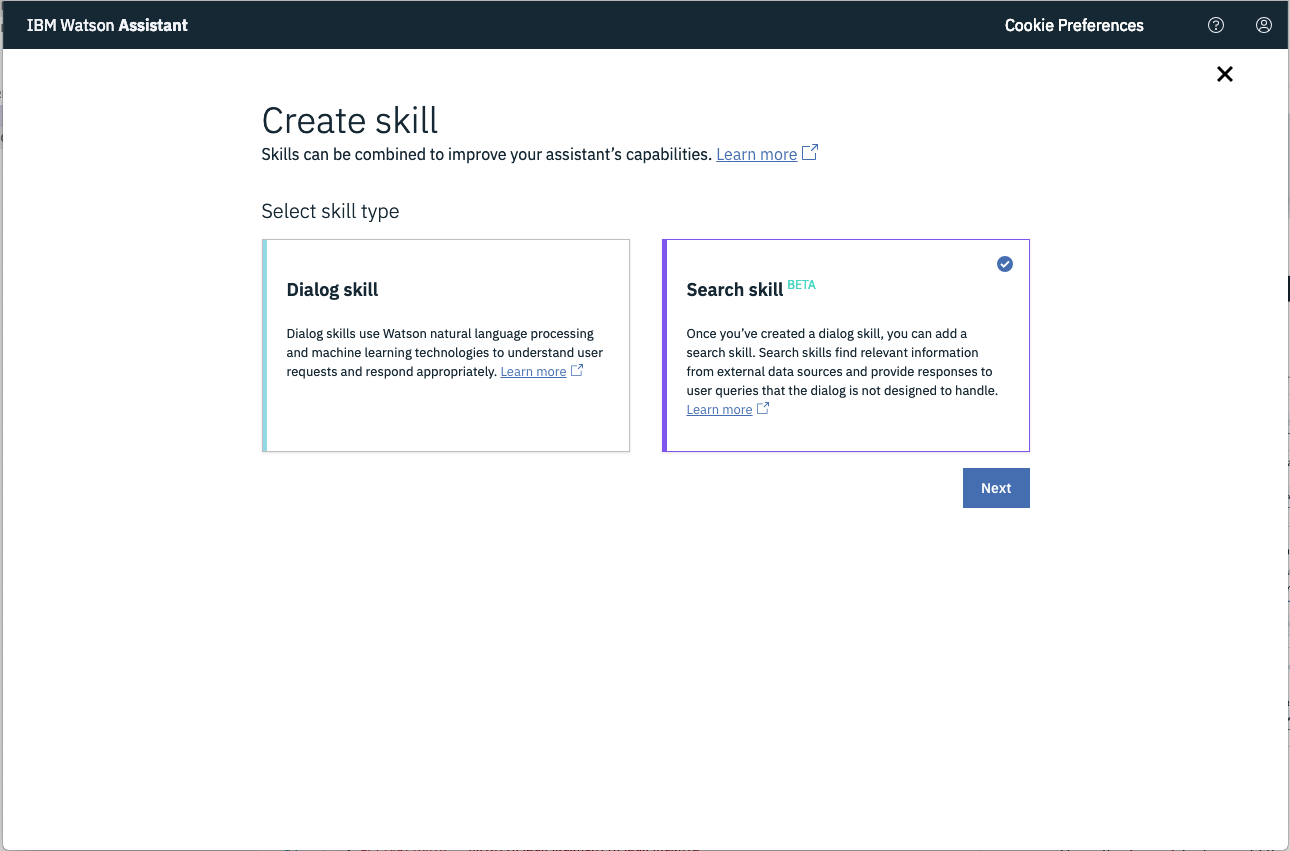 IBM Watson Assistant
Cookie Preferences
Create skill
Skills can be combined to improve your assistant’s capabilities. Learn more
Select skill type
Dialog skill
Dialog skills use Watson natural language processing
and machine learning technologies to understand user
requests and respond appropriately. Learn more
Search skill BETA
Once you’ve created a dialog skill, you can add a
search skill. Search skills find relevant information
from external data sources and provide responses to
user queries that the dialog is not designed to handle.
Learn more
Next